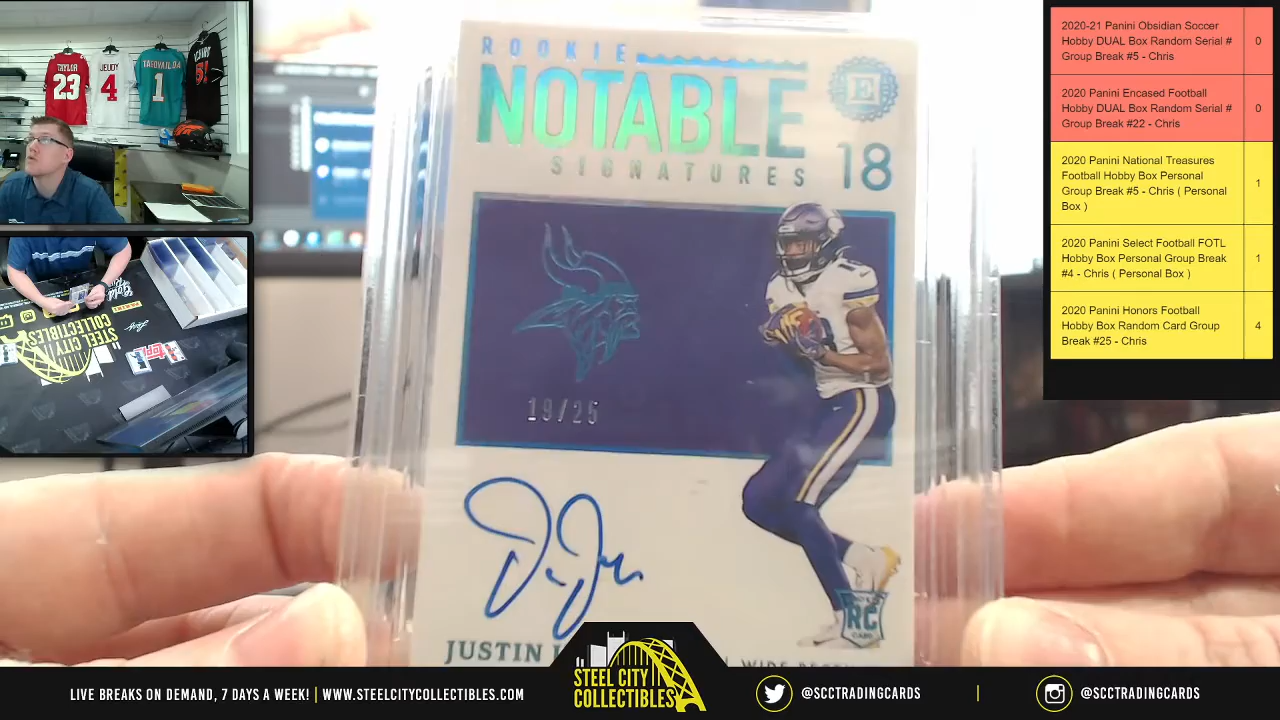 TAYLOR
23
JEUDY
4
TAGOVAILOA
1
ROOKIE
NOTABLE
SIGNATURES
E
18
19/25
RC
JUSTIN
STEEL CITY
COLLECTIBLES
2020-21 Panini Obsidian Soccer
Hobby DUAL Box Random Serial #
Group Break #5 - Chris
0
2020 Panini Encased Football
Hobby DUAL Box Random Serial #
Group Break #22 - Chris
0
2020 Panini National Treasures
Football Hobby Box Personal
Group Break #5 - Chris ( Personal
Box )
1
2020 Panini Select Football FOTL
Hobby Box Personal Group Break
#4 - Chris ( Personal Box )
1
2020 Panini Honors Football
Hobby Box Random Card Group
Break #25 - Chris
4
LIVE BREAKS ON DEMAND, 7 DAYS A WEEK! | WWW.STEELCITYCOLLECTIBLES.COM
STEEL CITY
COLLECTIBLES
@SCCTRADINGCARDS
@SCCTRADINGCARDS